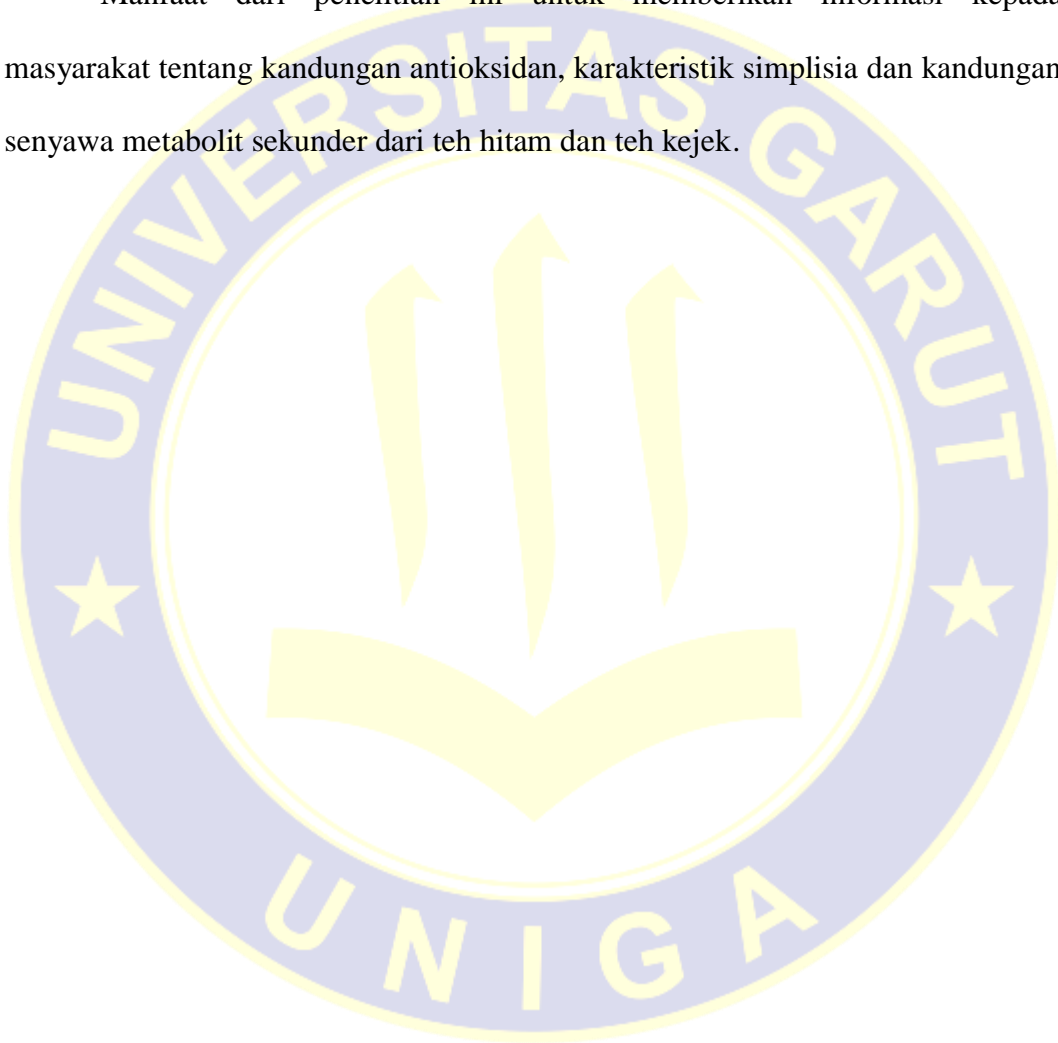 Manfaat dari penelitian ini untuk memberikan informasi kepada
masyarakat tentang kandungan antioksidan, karakteristik simplisia dan kandungan
senyawa metabolit sekunder dari teh hitam dan teh kejek.
UNIVERSITAS GARUT
UNIGA